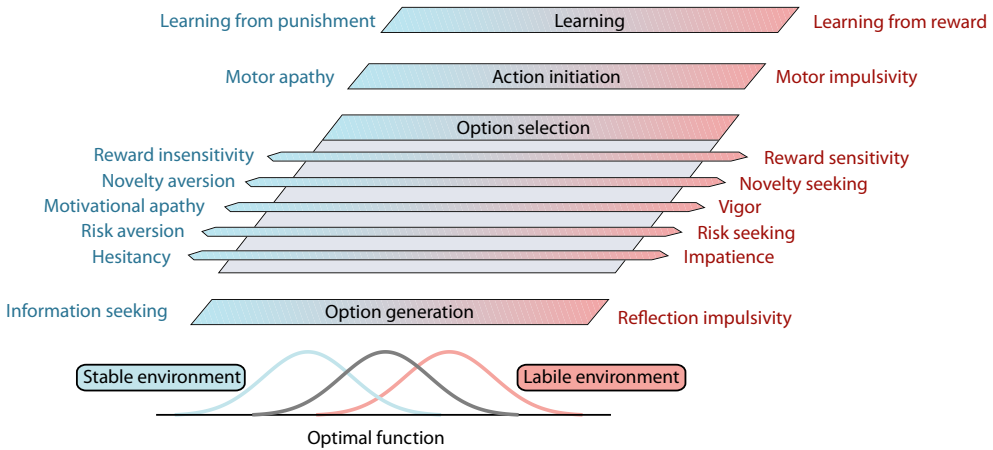 Learning from punishment
Learning
Learning from reward
Motor apathy
Action initiation
Motor impulsivity
Option selection
Reward insensitivity
Reward sensitivity
Novelty aversion
Novelty seeking
Motivational apathy
Vigor
Risk aversion
Risk seeking
Hesitancy
Impatience
Information seeking
Option generation
Reflection impulsivity
Stable environment
Labile environment
Optimal function